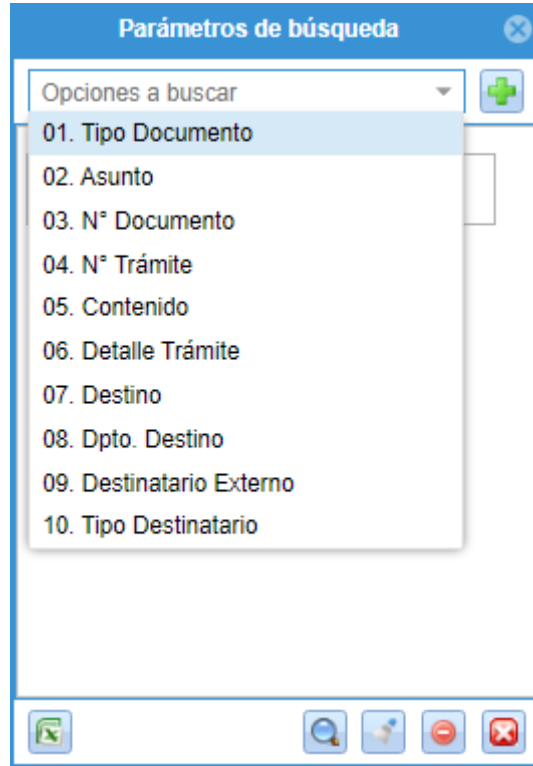 Parámetros de búsqueda
Opciones a buscar
01. Tipo Documento
02. Asunto
03. N° Documento
04. N° Trámite
05. Contenido
06. Detalle Trámite
07. Destino
08. Dpto. Destino
09. Destinatario Externo
10. Tipo Destinatario